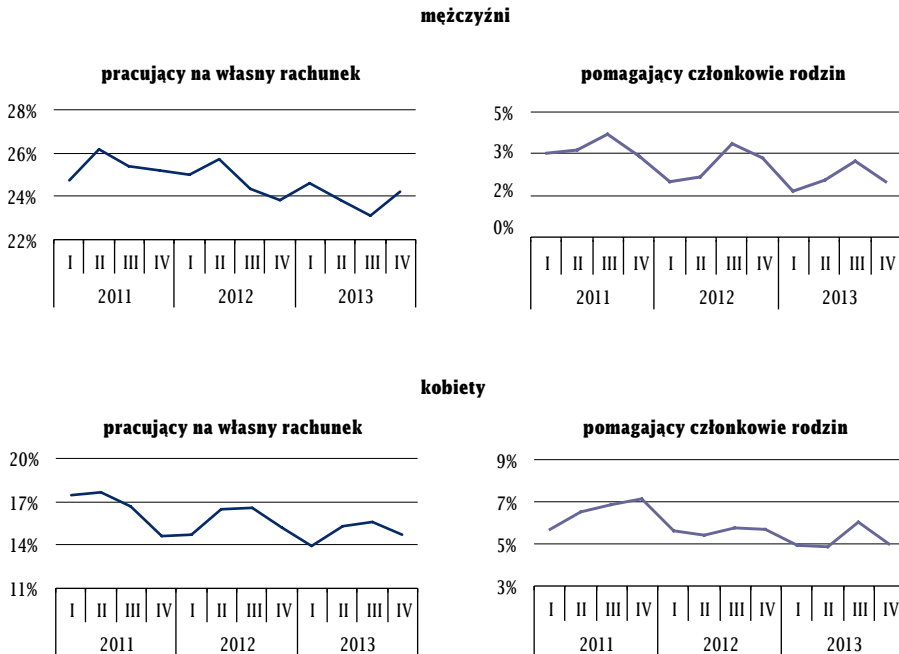 mężczyźni
pracujący na własny rachunek
28%
26%
24%
22%
I II III IV I II III IV I II III IV
2011 2012 2013
pomagający członkowie rodzin
5%
3%
2%
0%
I II III IV I II III IV I II III IV
2011 2012 2013
kobiety
pracujący na własny rachunek
20%
17%
14%
11%
I II III IV I II III IV I II III IV
2011 2012 2013
pomagający członkowie rodzin
9%
7%
5%
3%
I II III IV I II III IV I II III IV
2011 2012 2013